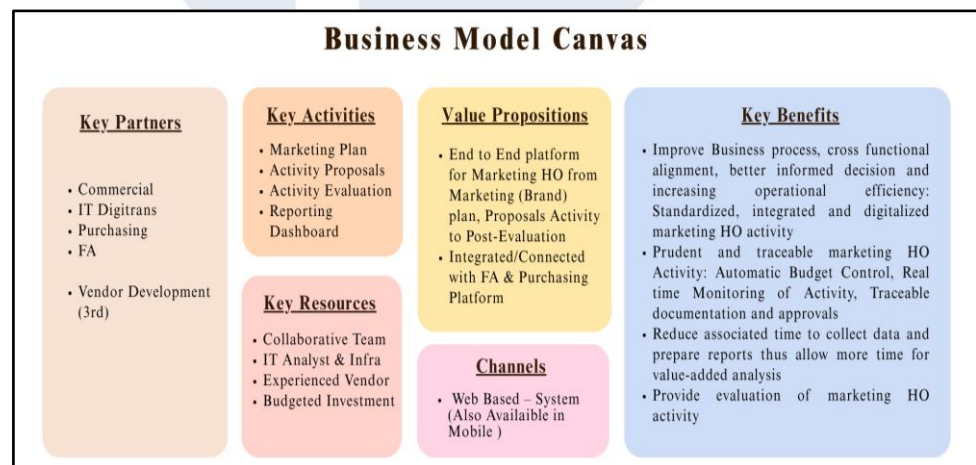 Business Model Canvas
Key Partners
• Commercial
• IT Digitrans
• Purchasing
• FA
• Vendor Development
(3rd)
Key Activities
• Marketing Plan
• Activity Proposals
• Activity Evaluation
• Reporting
Dashboard
Key Resources
• Collaborative Team
• IT Analyst & Infra
• Experienced Vendor
• Budgeted Investment
Value Propositions
• End to End platform
for Marketing HO from
Marketing (Brand)
plan, Proposals Activity
to Post-Evaluation
• Integrated/Connected
with FA & Purchasing
Platform
Channels
• Web Based – System
(Also Availaible in
Mobile )
Key Benefits
• Improve Business process, cross functional
alignment, better informed decision and
increasing operational efficiency:
Standardized, integrated and digitalized
marketing HO activity
• Prudent and traceable marketing HO
Activity: Automatic Budget Control, Real
time Monitoring of Activity, Traceable
documentation and approvals
• Reduce associated time to collect data and
prepare reports thus allow more time for
value-added analysis
• Provide evaluation of marketing HO
activity